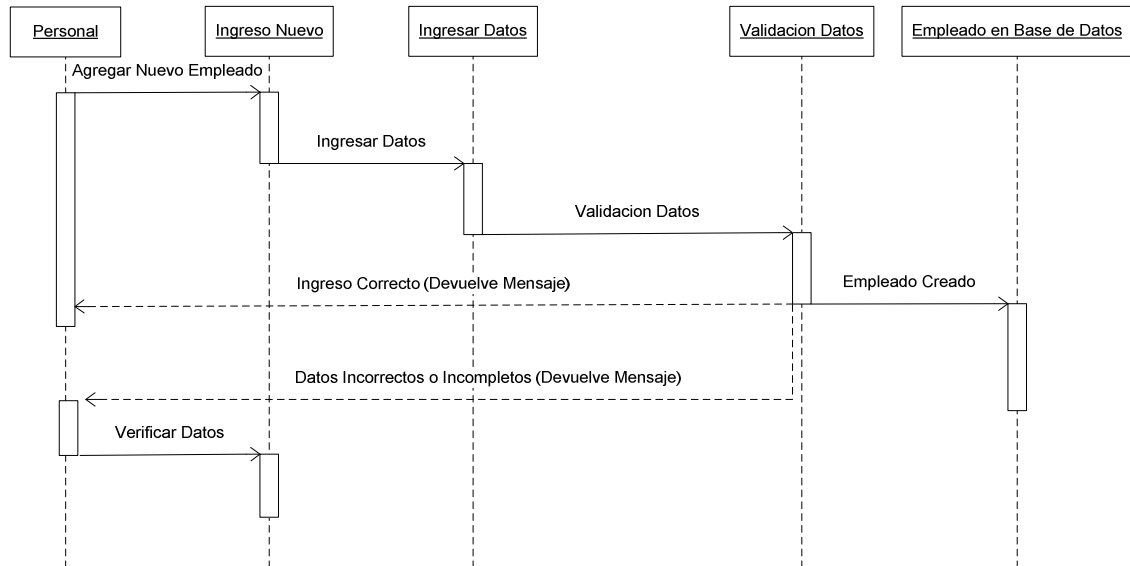 Personal
Ingreso Nuevo
Ingresar Datos
Validacion Datos
Empleado en Base de Datos
Agregar Nuevo Empleado
Ingresar Datos
Validacion Datos
Ingreso Correcto (Devuelve Mensaje)
Empleado Creado
Datos Incorrectos o Incompletos (Devuelve Mensaje)
Verificar Datos